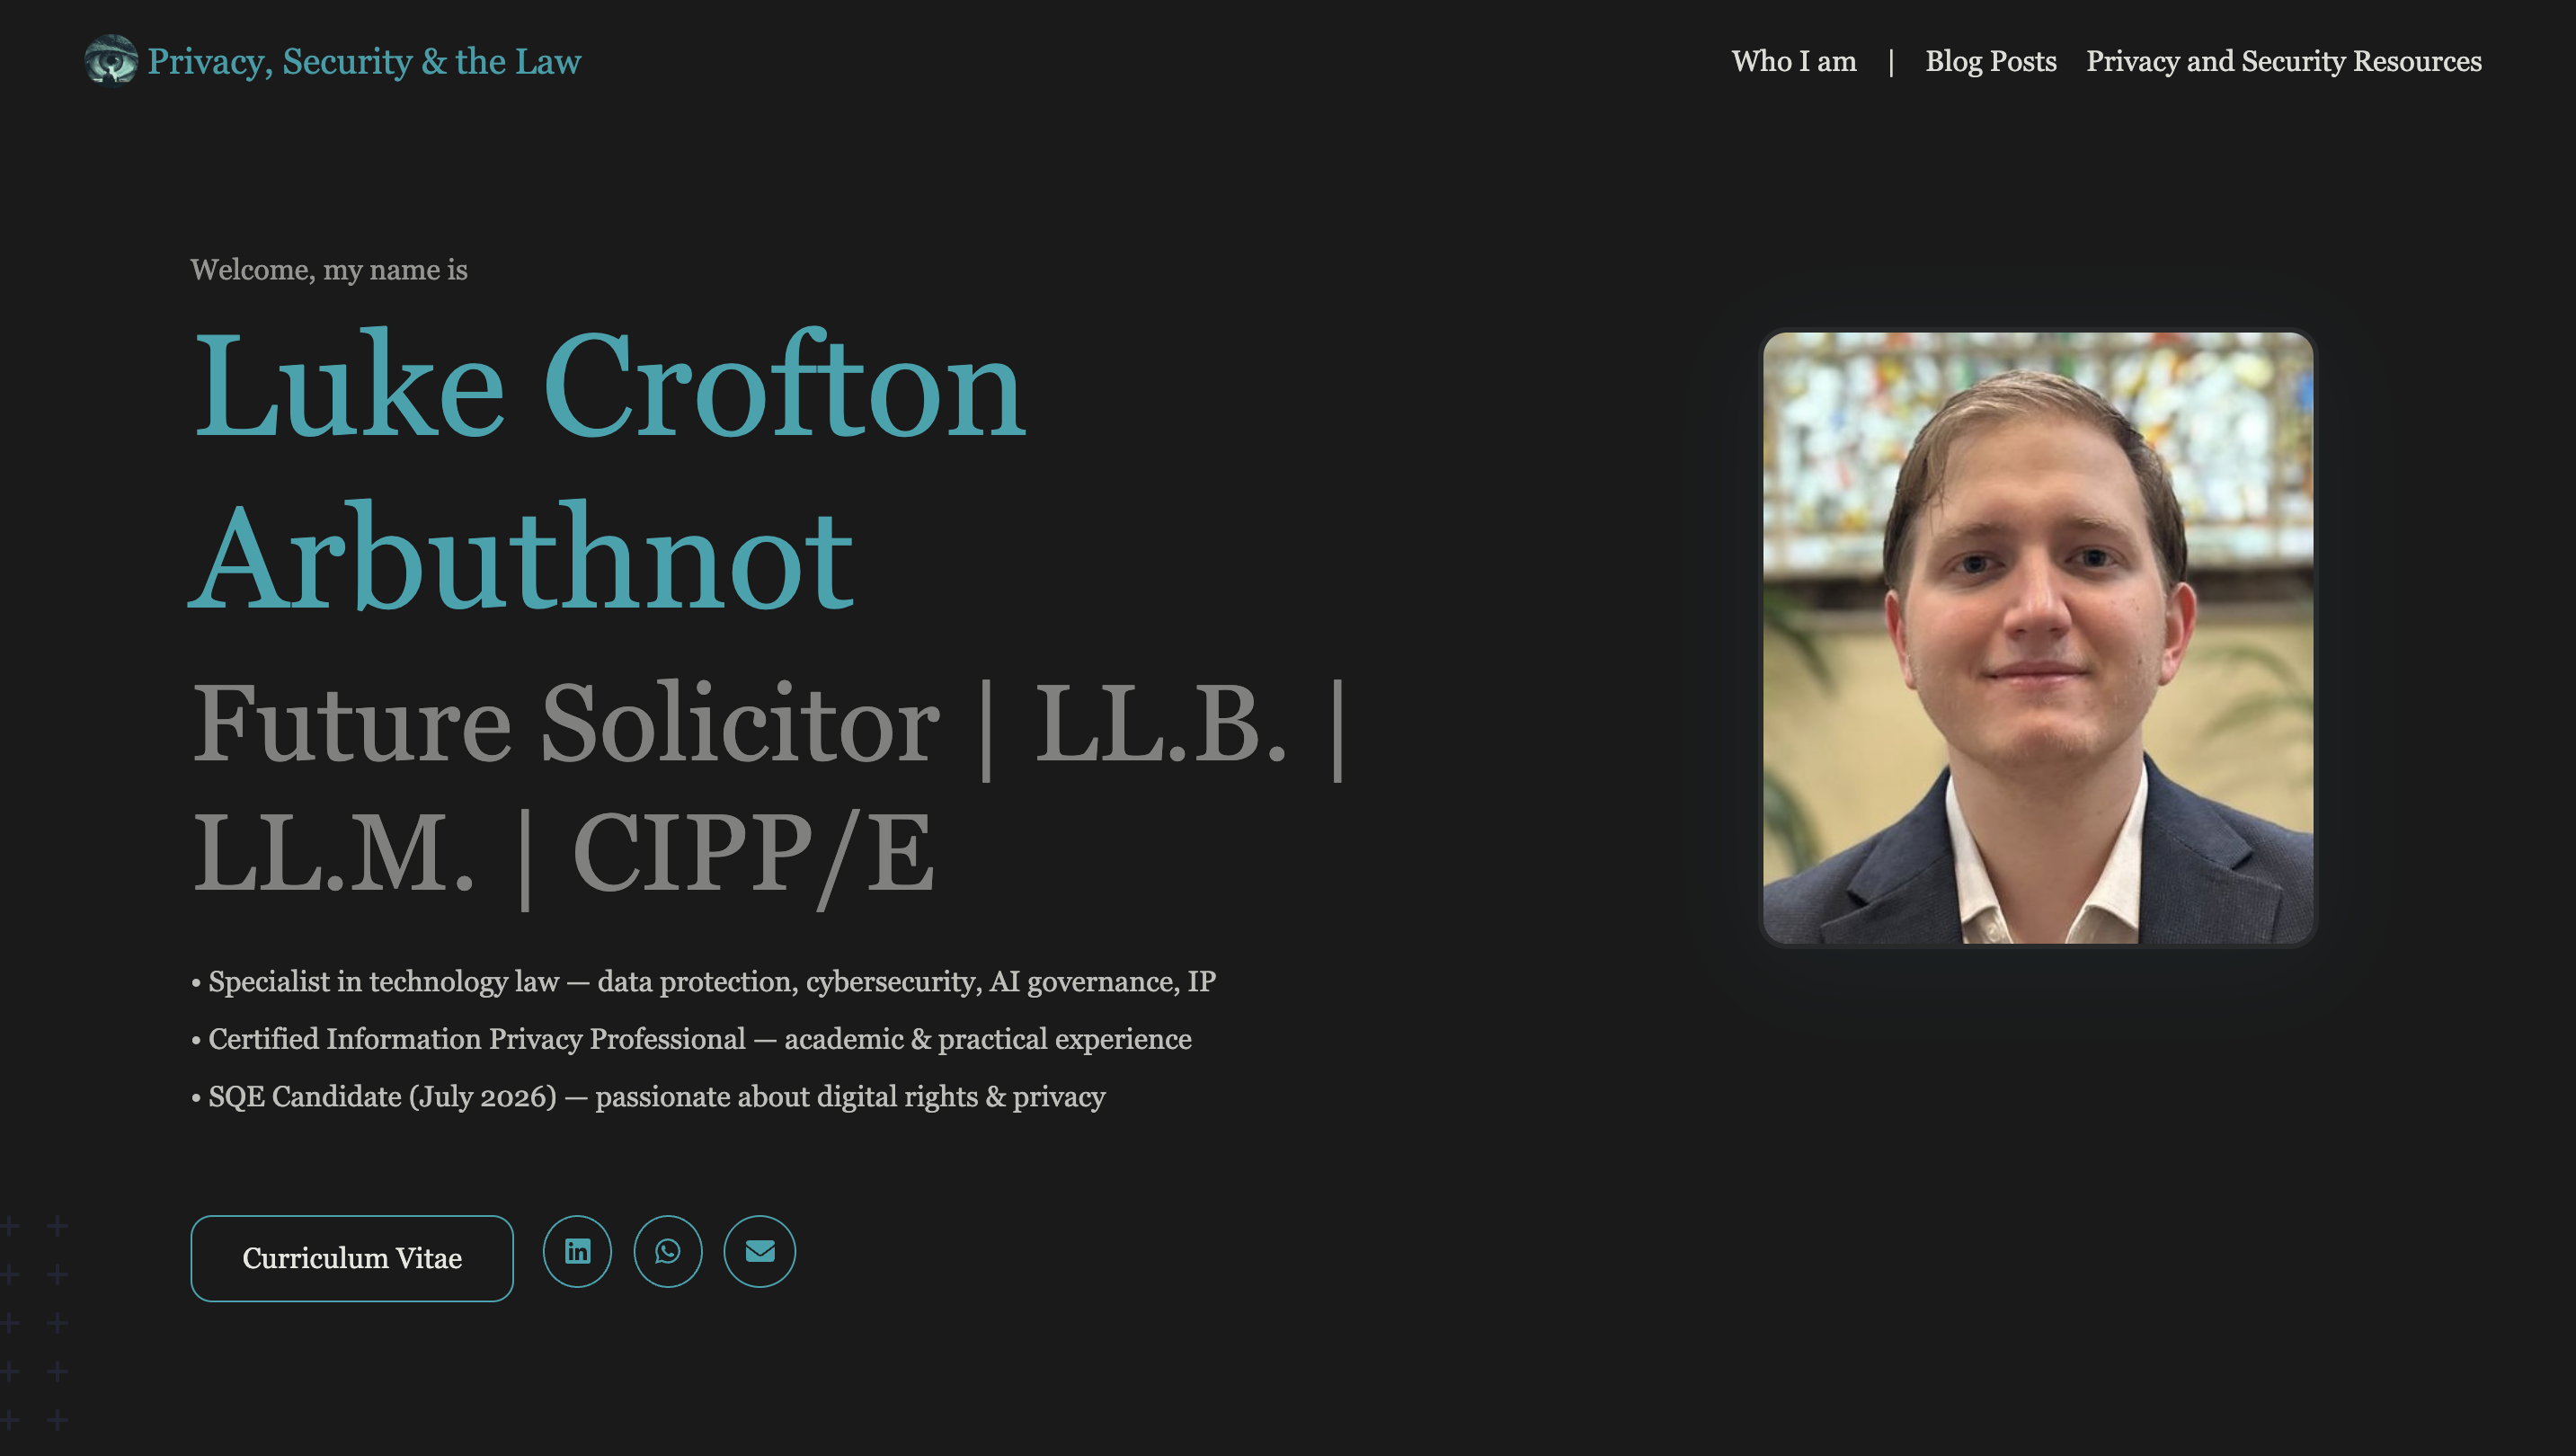 Privacy, Security & the Law
Who I am | Blog Posts Privacy and Security Resources
Welcome, my name is
Luke Crofton
Arbuthnot
Future Solicitor | LL.B. |
LL.M. | CIPP/E
• Specialist in technology law — data protection, cybersecurity, AI governance, IP
• Certified Information Privacy Professional — academic & practical experience
• SQE Candidate (July 2026) — passionate about digital rights & privacy
Curriculum Vitae